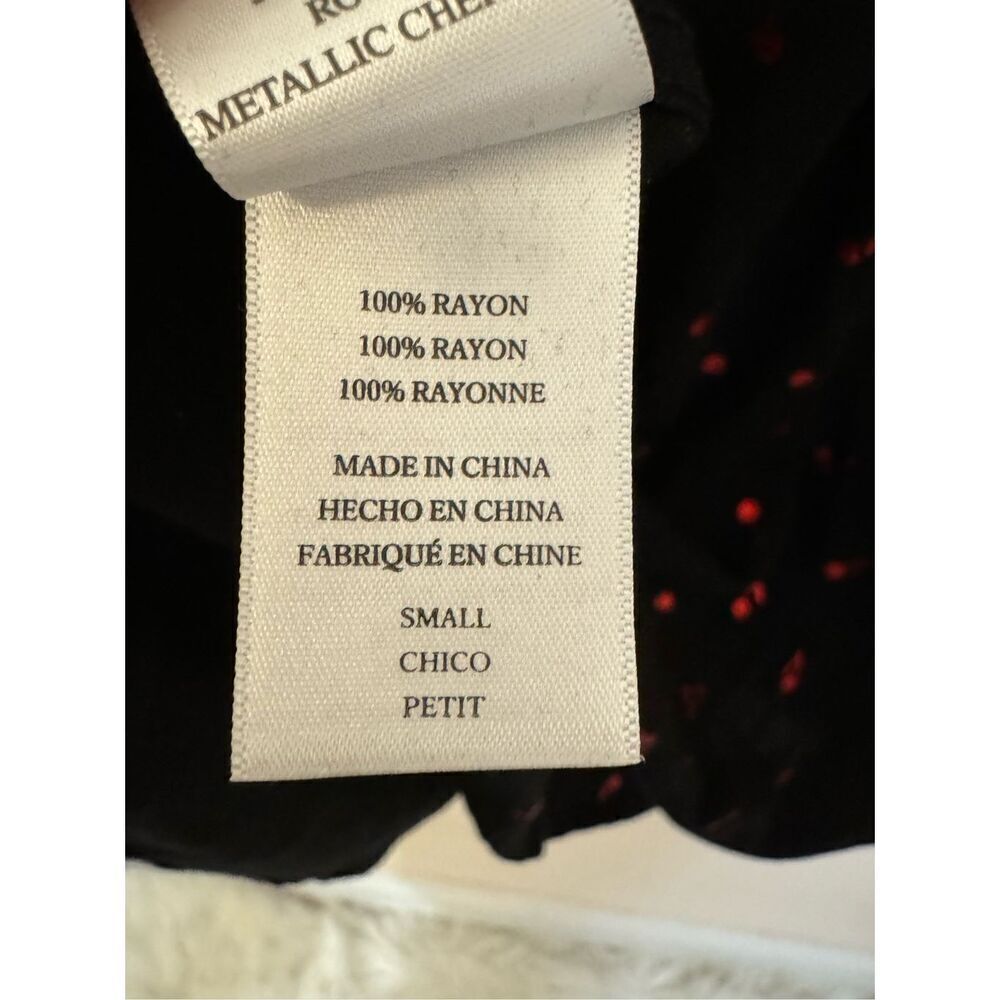 METALLIC
100% RAYON
100% RAYON
100% RAYONNE
MADE IN CHINA
HECHO EN CHINA
FABRIQUÉ EN CHINE
SMALL
CHICO
PETIT